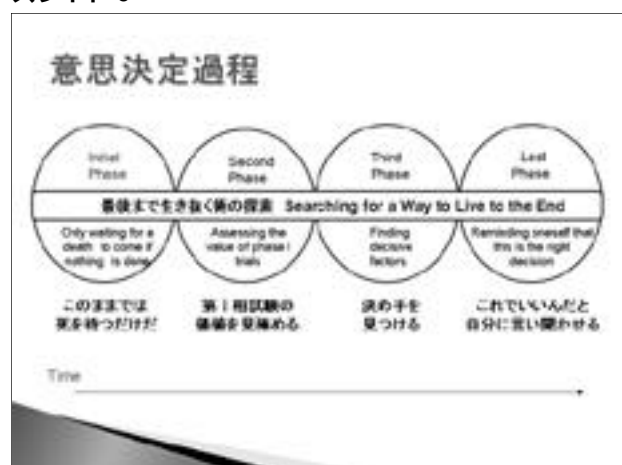 意思決定過程
Initial
Phase
Second
Phase
Third
Phase
Last
Phase
最後まで生き抜く術の探索 Searching for a Way to Live to the End
Only waiting for a
death to come if
nothing is done
Assessing the
value of phase I
trials
Finding
decisive
factors
Reminding oneself that
this is the right
decision
このままでは
死を待つだけだ
第Ⅰ相試験の
価値を見極める
決め手を
見つける
これでいいんだと
自分に言い聞かせる
Time